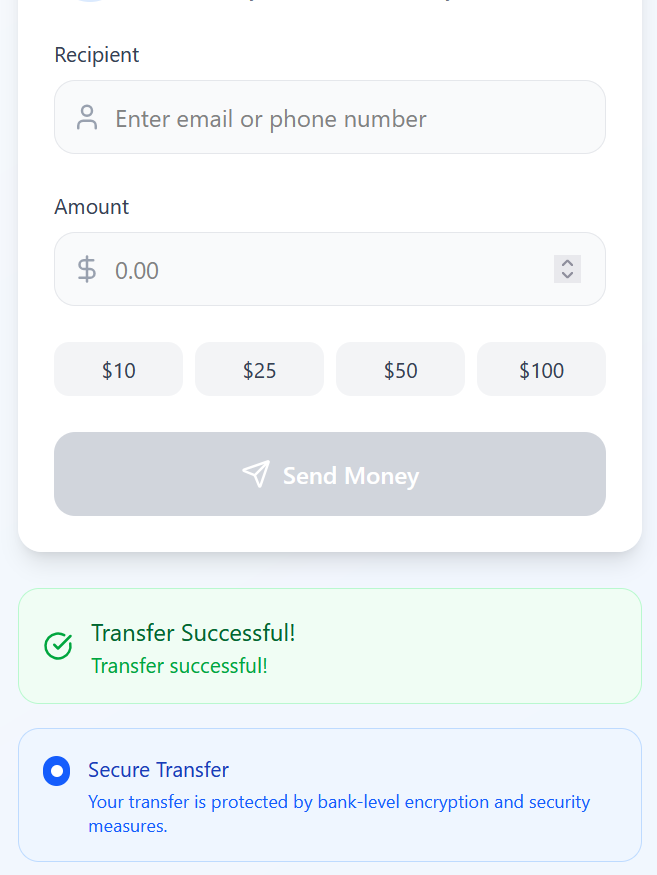 Recipient
Enter email or phone number
Amount
$ 0.00
$10 $25 $50 $100
Send Money
Transfer Successful!
Transfer successful!
Secure Transfer
Your transfer is protected by bank-level encryption and security
measures.